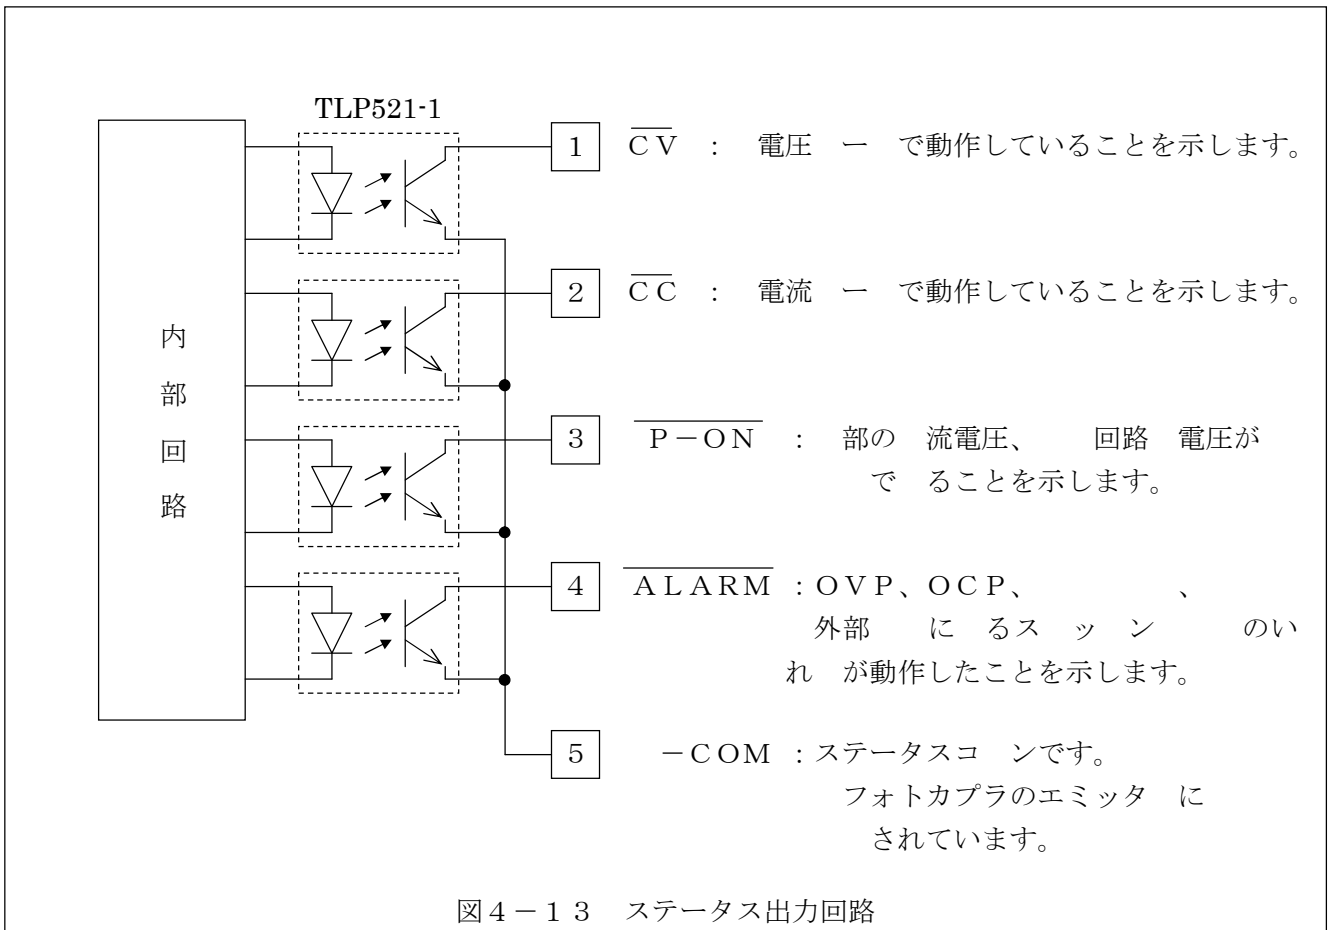 TLP521-1
内部回路
1 CV : 電圧 ー で動作していることを示します。
2 CC : 電流 ー で動作していることを示します。
3 P－ON : 部の 流電圧、 回路 電圧が
で ることを示します。
4 ALARM : OVP、OCP、 、
外部 に るス ッ ン のい
れ が動作したことを示します。
5 －COM : ステータスコ ンです。
フォトカプラのエミッタ に
されています。
図4－13 ステータス出力回路